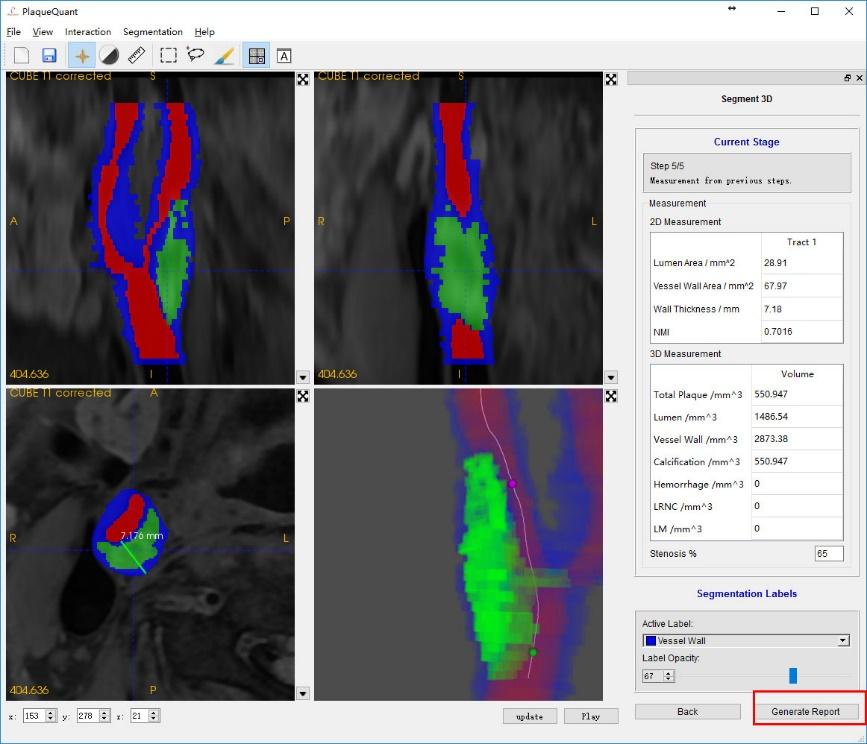 PlaqueQuant
File View Interaction Segmentation Help
A
CUBE T1 corrected S
A P
404.636 I
CUBE T1 corrected S
R L
404.636 I
CUBE T1 corrected A
7.176 mm
R L
404.636 P
x: 153 y: 278 z: 21 update Play
Segment 3D
Current Stage
Step 5/5
Measurement from previous steps.
Measurement
2D Measurement
Tract 1
Lumen Area / mm^2 28.91
Vessel Wall Area / mm^2 67.97
Wall Thickness / mm 7.18
NMI 0.7016
3D Measurement
Volume
Total Plaque /mm^3 550.947
Lumen /mm^3 1486.54
Vessel Wall /mm^3 2873.38
Calcification /mm^3 550.947
Hemorrhage /mm^3 0
LRNC /mm^3 0
LM /mm^3 0
Stenosis % 65
Segmentation Labels
Active Label:
Vessel Wall
Label Opacity:
67
Back Generate Report